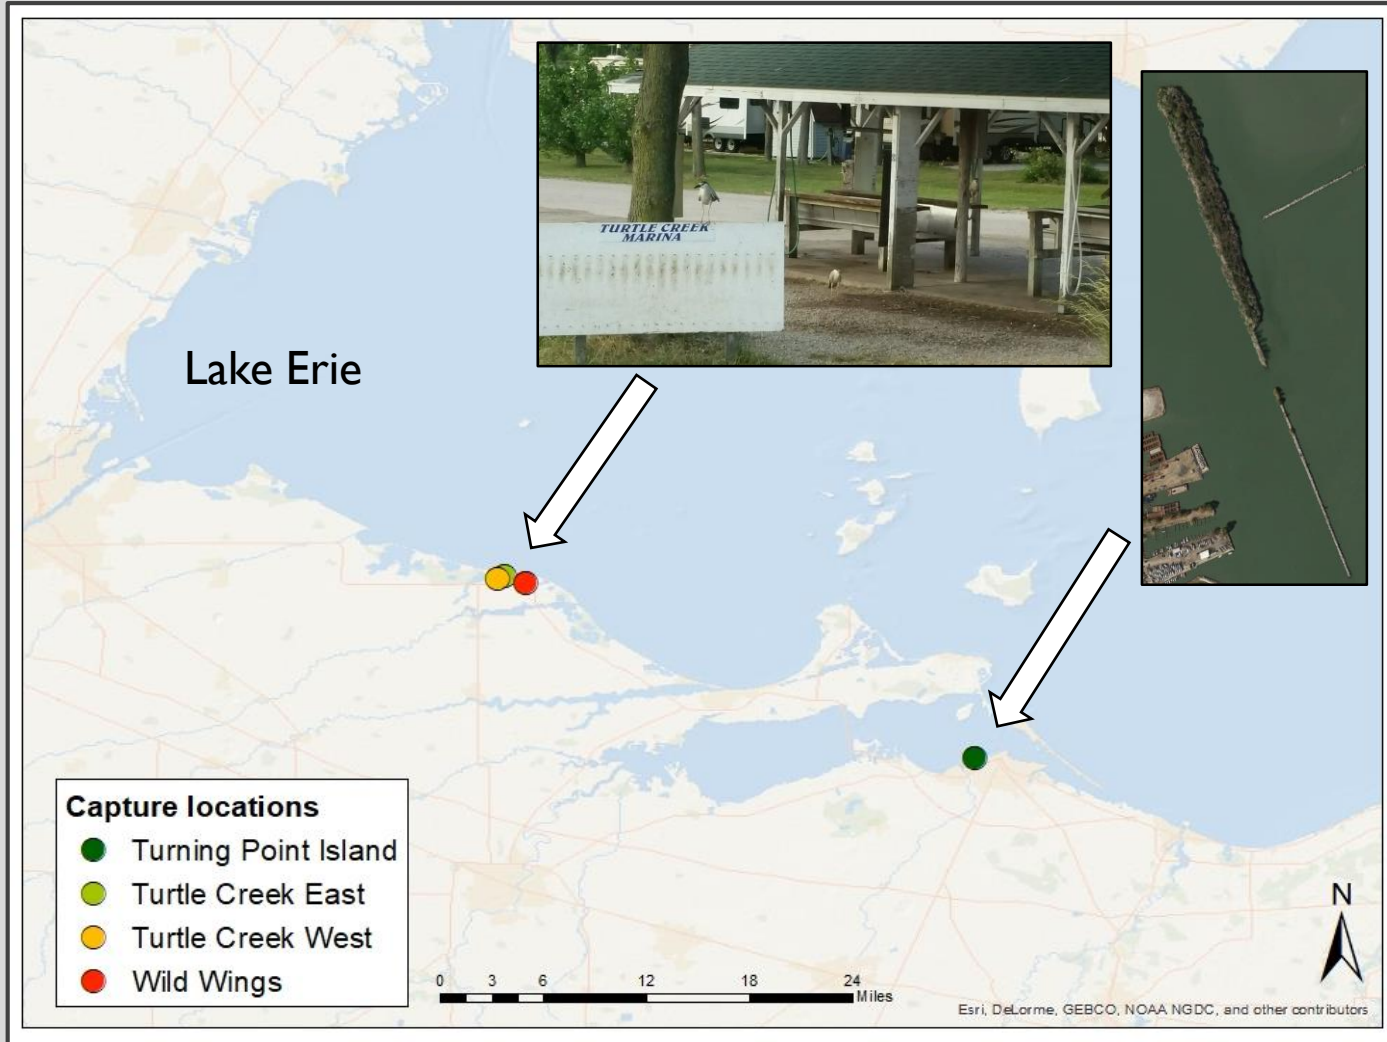 TURTLE CREEK
MARINA
Lake Erie
Capture locations
Turning Point Island
Turtle Creek East
Turtle Creek West
Wild Wings
0 3 6 12 18 24
Miles
N
Esri, DeLorme, GEBCO, NOAA NGDC, and other contributors